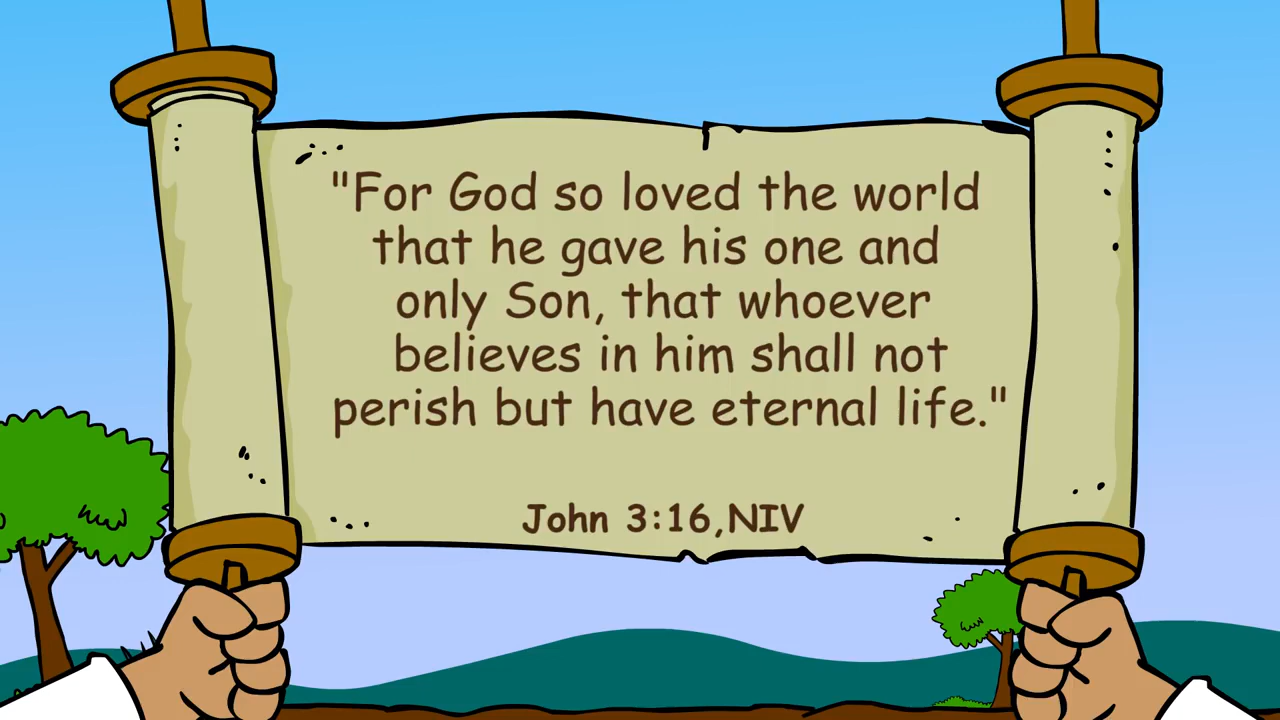 "For God so loved the world
that he gave his one and
only Son, that whoever
believes in him shall not
perish but have eternal life."
John 3:16,NIV